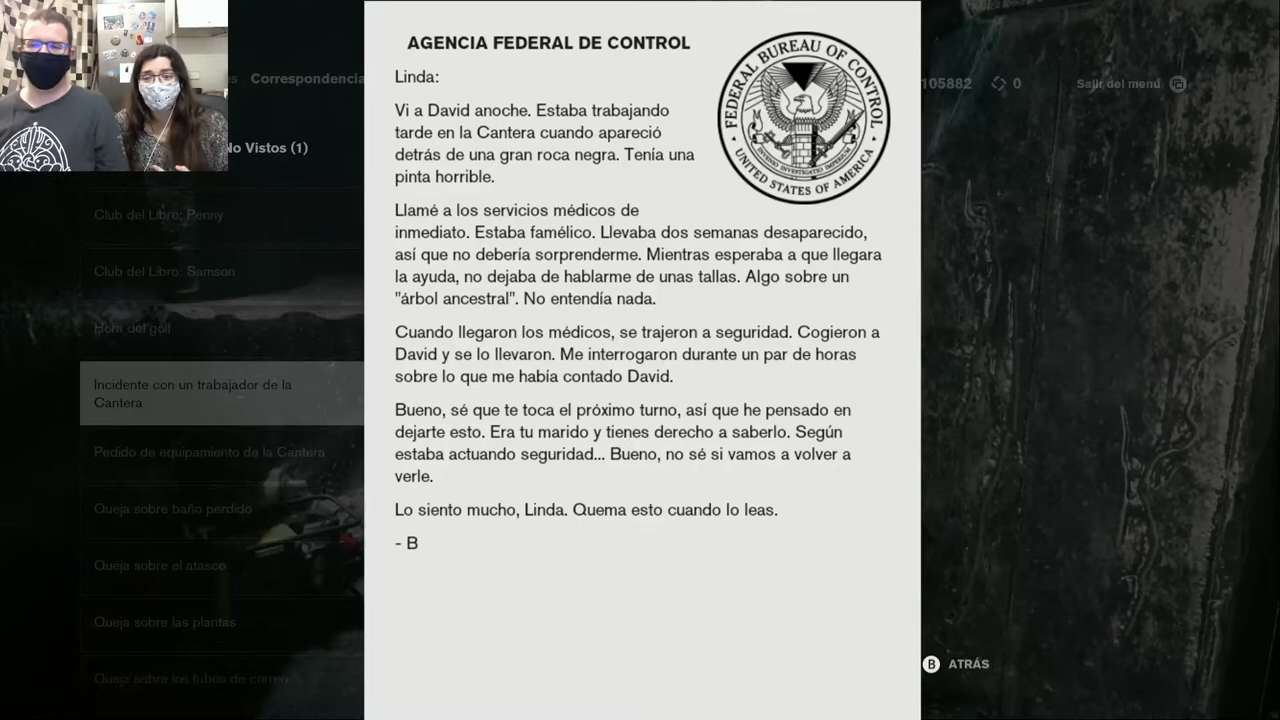 Correspondencia
105882
0
Salir del menú
No Vistos (1)
Club del Libro: Penny
Club del Libro: Samson
Hora del golf
Incidente con un trabajador de la
Cantera
Pedido de equipamiento de la Cantera
Queja sobre baño perdido
Queja sobre el atasco
Queja sobre las plantas
Queja sobre los tubos de correo
AGENCIA FEDERAL DE CONTROL
FEDERAL BUREAU OF CONTROL
UNITED STATES OF AMERICA
Linda:
Vi a David anoche. Estaba trabajando
tarde en la Cantera cuando apareció
detrás de una gran roca negra. Tenía una
pinta horrible.
Llamé a los servicios médicos de
inmediato. Estaba famélico. Llevaba dos semanas desaparecido,
así que no debería sorprenderme. Mientras esperaba a que llegara
la ayuda, no dejaba de hablarme de unas tallas. Algo sobre un
"árbol ancestral". No entendía nada.
Cuando llegaron los médicos, se trajeron a seguridad. Cogieron a
David y se lo llevaron. Me interrogaron durante un par de horas
sobre lo que me había contado David.
Bueno, sé que te toca el próximo turno, así que he pensado en
dejarte esto. Era tu marido y tienes derecho a saberlo. Según
estaba actuando seguridad... Bueno, no sé si vamos a volver a
verle.
Lo siento mucho, Linda. Quema esto cuando lo leas.
- B
B ATRÁS